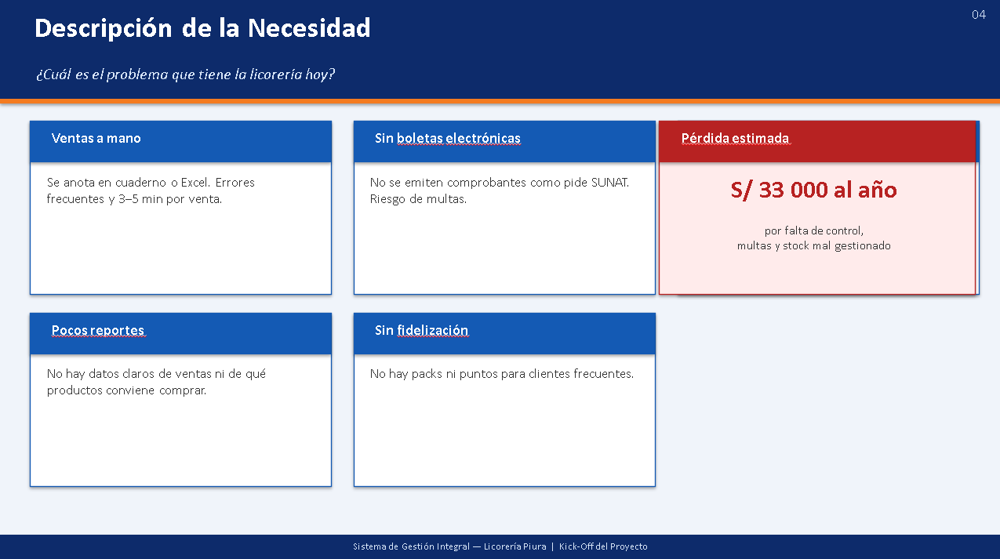 04
Descripción de la Necesidad
¿Cuál es el problema que tiene la licorería hoy?
Ventas a mano
Se anota en cuaderno o Excel. Errores
frecuentes y 3–5 min por venta.
Sin boletas electrónicas
No se emiten comprobantes como pide SUNAT.
Riesgo de multas.
Pérdida estimada
S/ 33 000 al año
por falta de control,
multas y stock mal gestionado
Pocos reportes
No hay datos claros de ventas ni de qué
productos conviene comprar.
Sin fidelización
No hay packs ni puntos para clientes frecuentes.
Sistema de Gestión Integral — Licorería Piura | Kick-Off del Proyecto